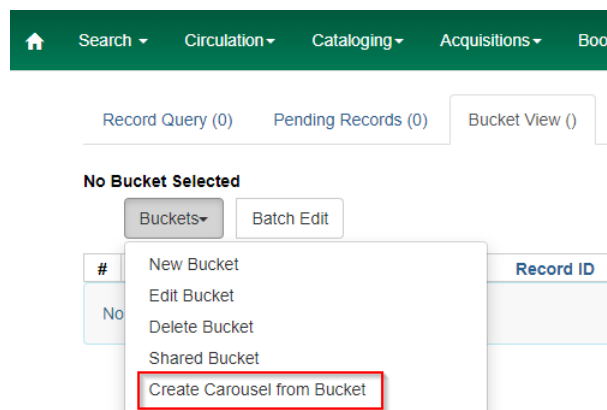 Search Circulation Cataloging Acquisitions Boo
Record Query (0) Pending Records (0) Bucket View ()
No Bucket Selected
Buckets Batch Edit
# Record ID
New Bucket
No
Edit Bucket
Delete Bucket
Shared Bucket
Create Carousel from Bucket